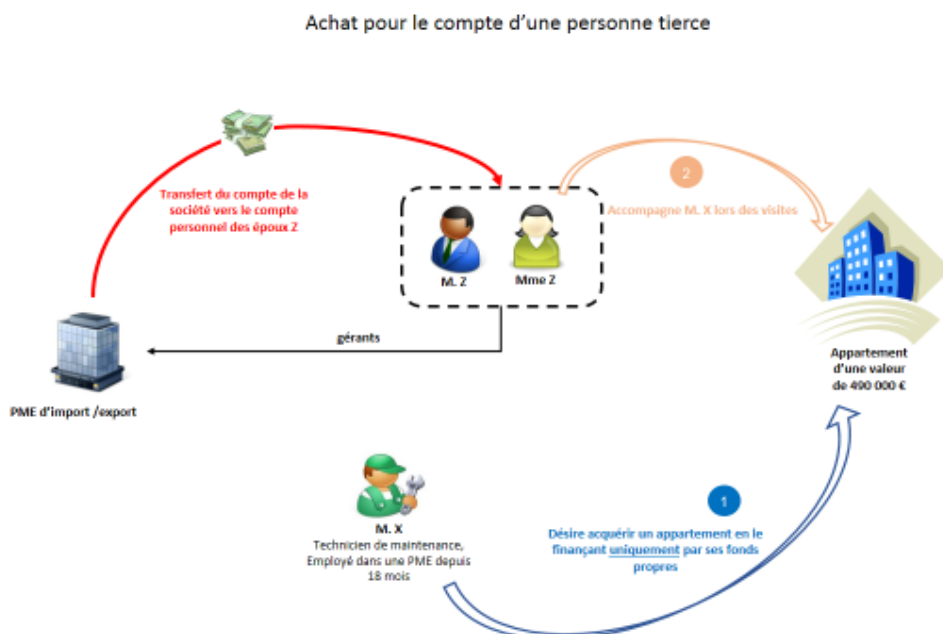 Achat pour le compte d'une personne tierce
Transfert du compte de la
société vers le compte
personnel des époux Z
2
Accompagne M. X lors des visites
M. Z
Mme Z
gérants
PME d'import /export
Appartement
d'une valeur
de 490 000 €
M. X
Technicien de maintenance,
Employé dans une PME depuis
18 mois
1
Désire acquérir un appartement en le
finançant uniquement par ses fonds
propres